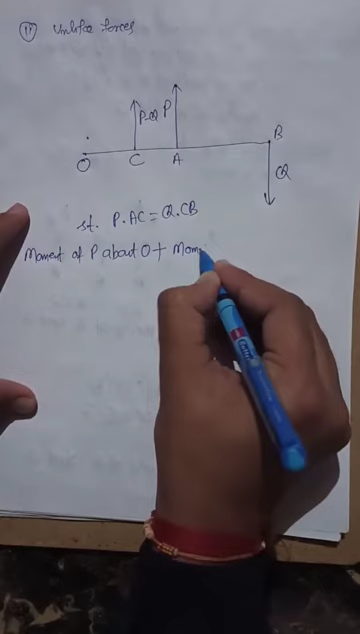 (ii) Unlike forces
P-Q P
O C A B
Q
st. P.AC = Q.CB
Moment of P about O + Mom